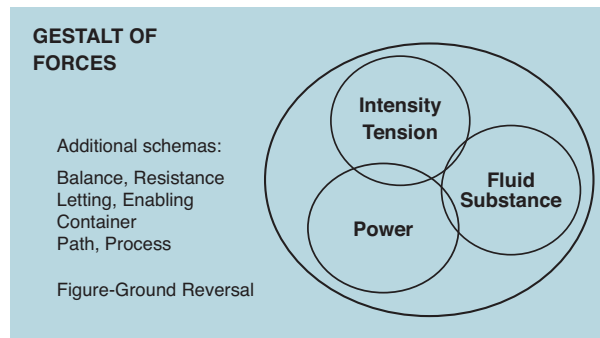 GESTALT OF
FORCES
Additional schemas:
Balance, Resistance
Letting, Enabling
Container
Path, Process
Figure-Ground Reversal
Intensity
Tension
Fluid
Substance
Power